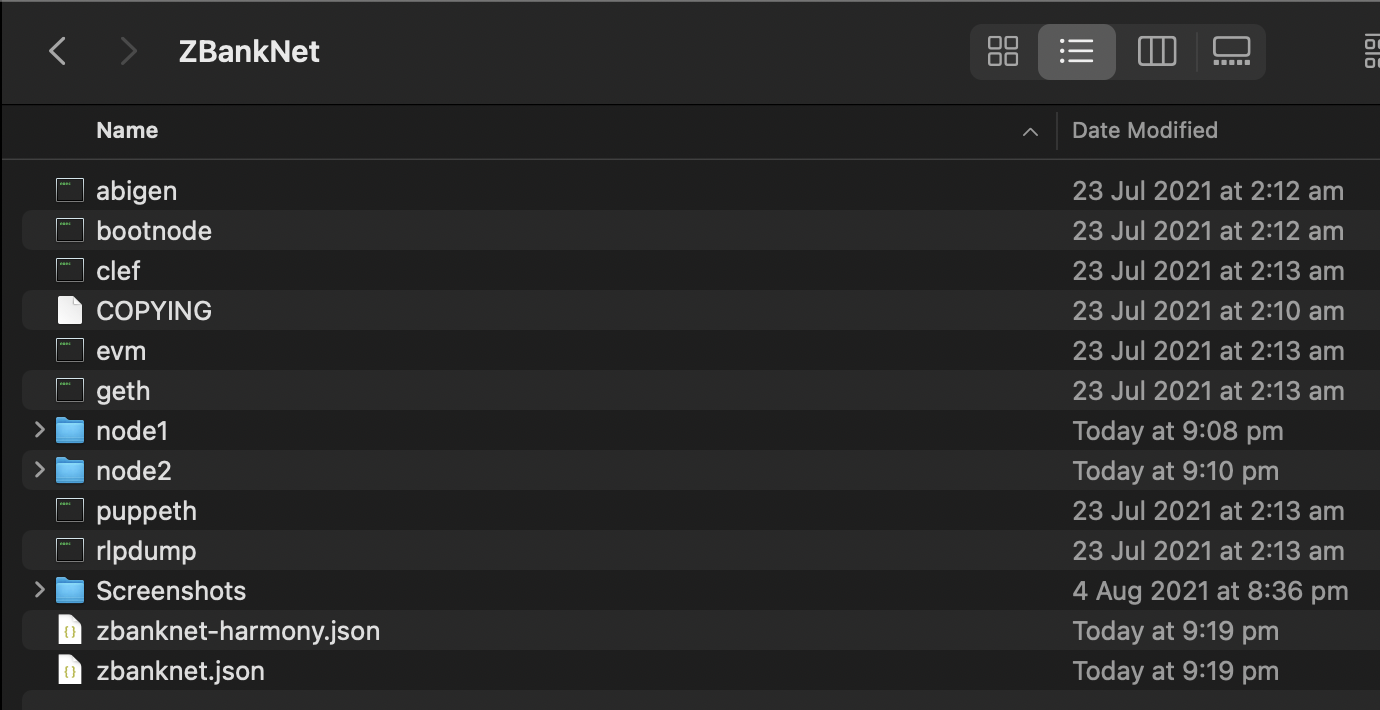 ZBankNet
Name Date Modified
abigen 23 Jul 2021 at 2:12 am
bootnode 23 Jul 2021 at 2:12 am
clef 23 Jul 2021 at 2:13 am
COPYING 23 Jul 2021 at 2:10 am
evm 23 Jul 2021 at 2:13 am
geth 23 Jul 2021 at 2:13 am
node1 Today at 9:08 pm
node2 Today at 9:10 pm
puppeth 23 Jul 2021 at 2:13 am
rlpdump 23 Jul 2021 at 2:13 am
Screenshots 4 Aug 2021 at 8:36 pm
zbanknet-harmony.json Today at 9:19 pm
zbanknet.json Today at 9:19 pm